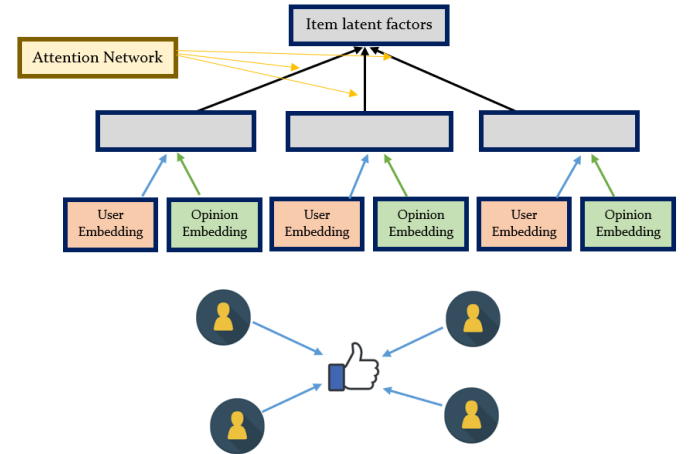 Item latent factors
Attention Network
User
Embedding
Opinion
Embedding
User
Embedding
Opinion
Embedding
User
Embedding
Opinion
Embedding